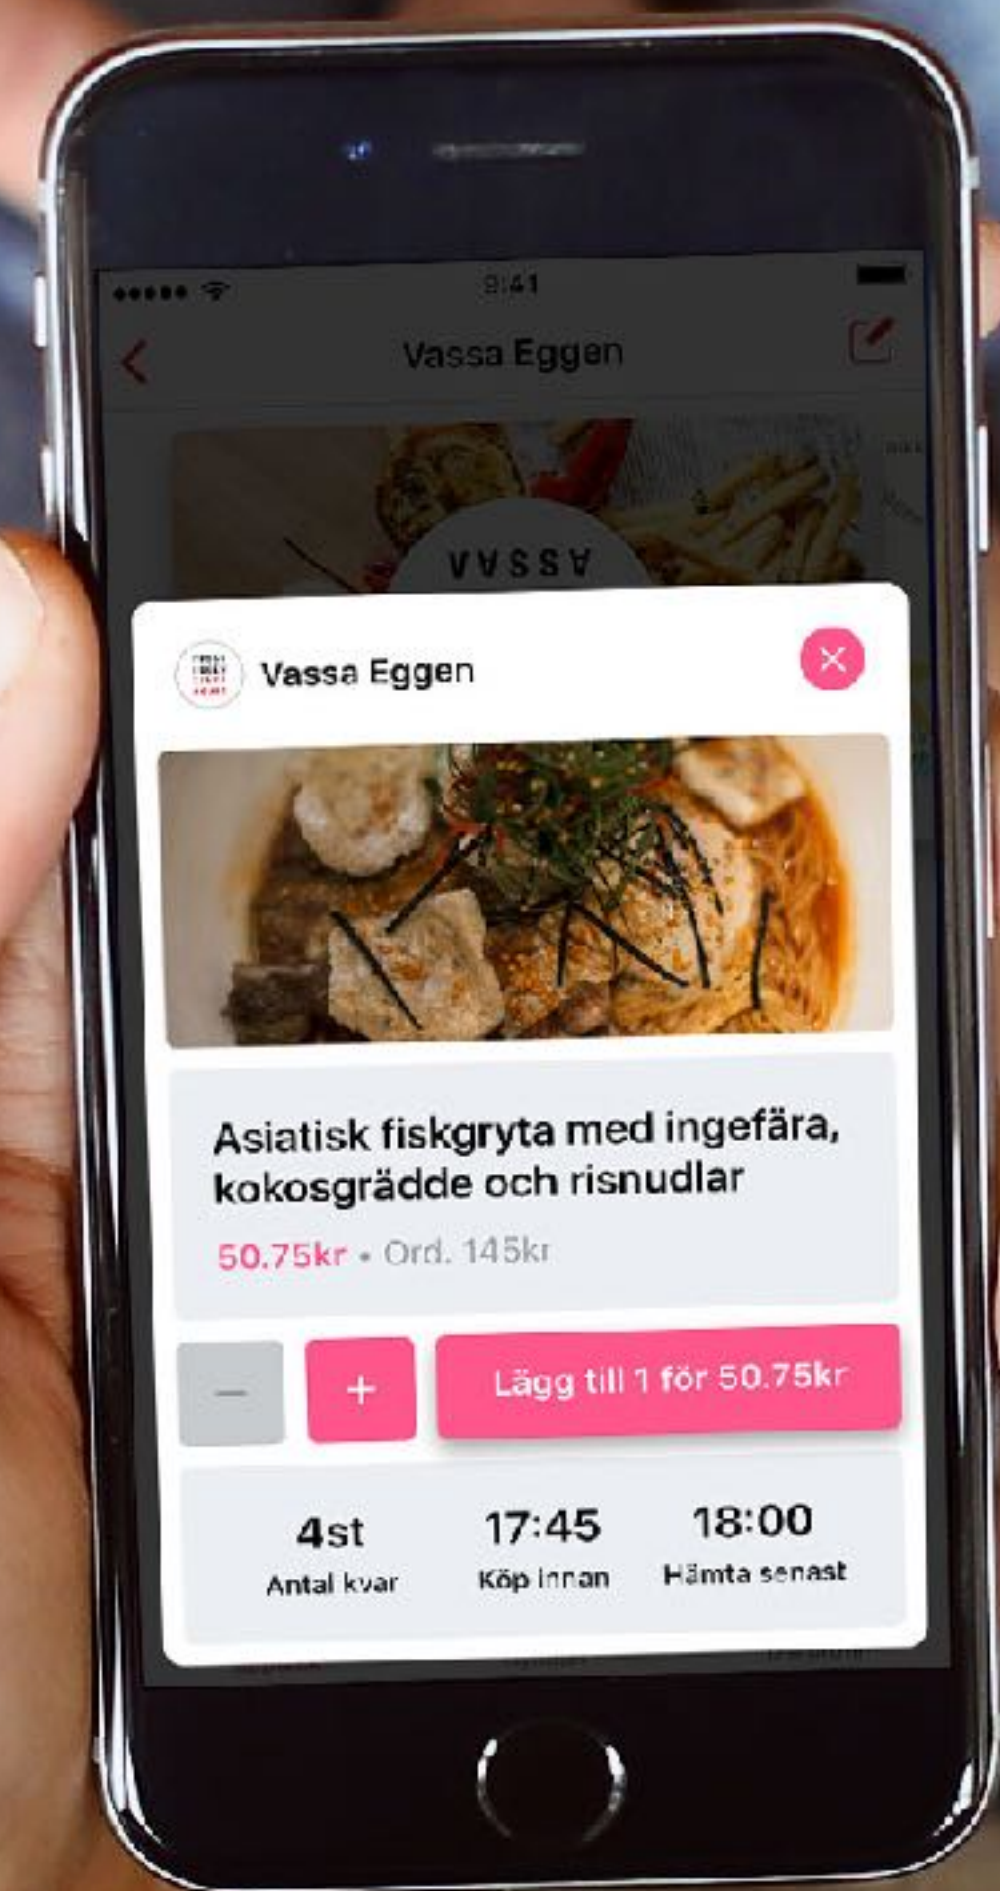 9:41
Vassa Eggen
VASSA
Vassa Eggen
Asiatisk fiskgryta med ingefära,
kokosgrädde och risnudlar
50.75kr • Ord. 145kr
− + Lägg till 1 för 50.75kr
4st 17:45 18:00
Antal kvar Köp innan Hämta senast